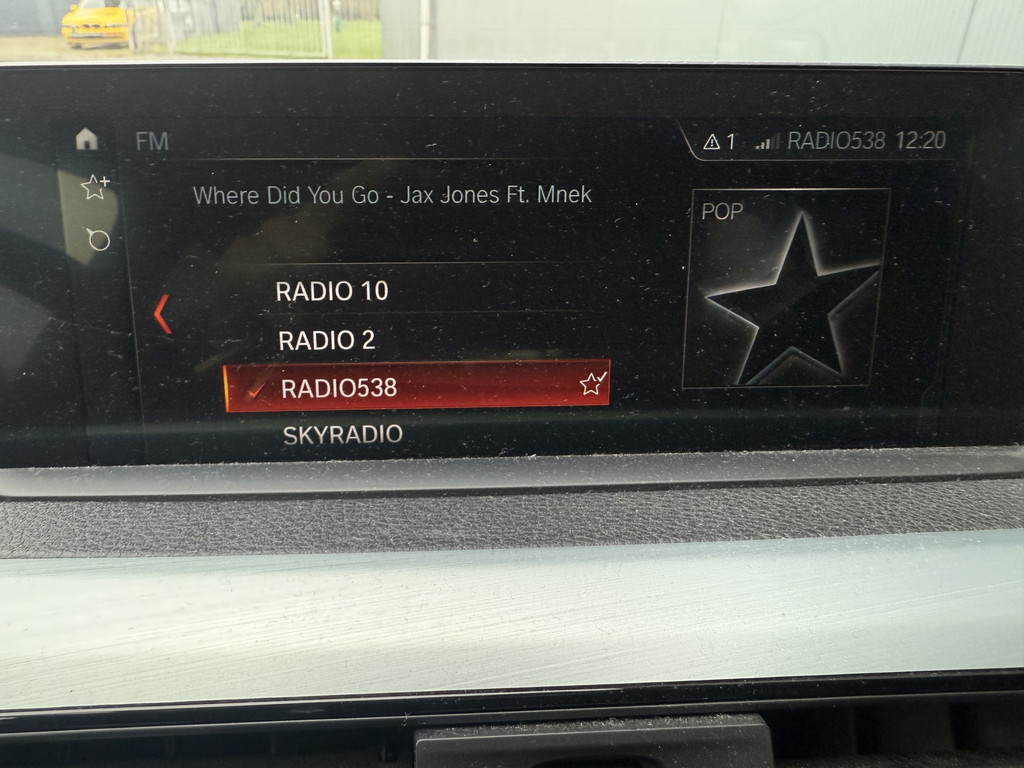 FM
1 RADIO538 12:20
Where Did You Go - Jax Jones Ft. Mnek
POP
RADIO 10
RADIO 2
RADIO538
SKYRADIO